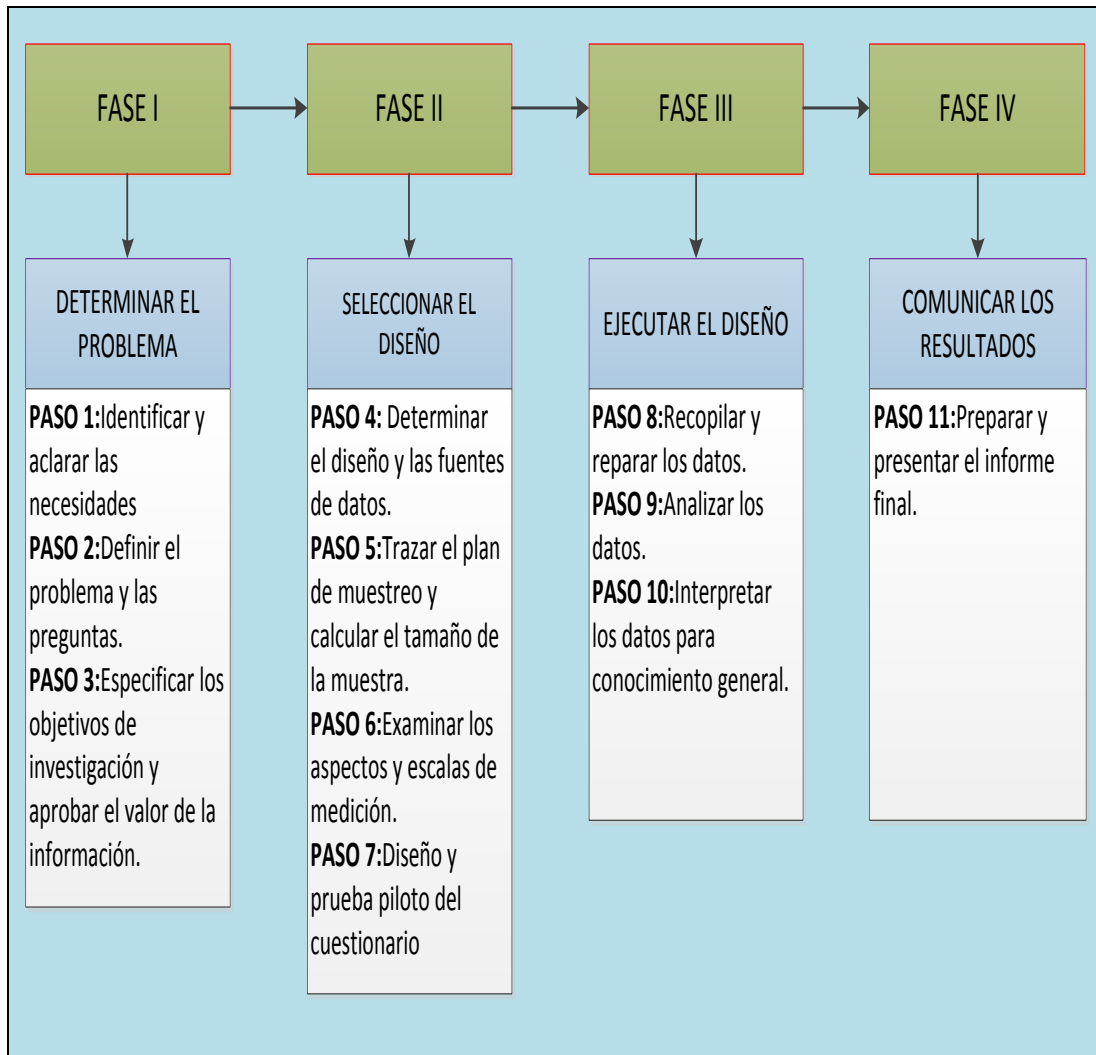 FASE I
FASE II
FASE III
FASE IV
DETERMINAR EL
PROBLEMA
PASO 1:Identificar y
aclarar las
necesidades
PASO 2:Definir el
problema y las
preguntas.
PASO 3:Especificar los
objetivos de
investigación y
aprobar el valor de la
información.
SELECCIONAR EL
DISEÑO
PASO 4: Determinar
el diseño y las fuentes
de datos.
PASO 5:Trazar el plan
de muestreo y
calcular el tamaño de
la muestra.
PASO 6:Examinar los
aspectos y escalas de
medición.
PASO 7:Diseño y
prueba piloto del
cuestionario
EJECUTAR EL DISEÑO
PASO 8:Recopilar y
reparar los datos.
PASO 9:Analizar los
datos.
PASO 10:Interpretar
los datos para
conocimiento general.
COMUNICAR LOS
RESULTADOS
PASO 11:Preparar y
presentar el informe
final.